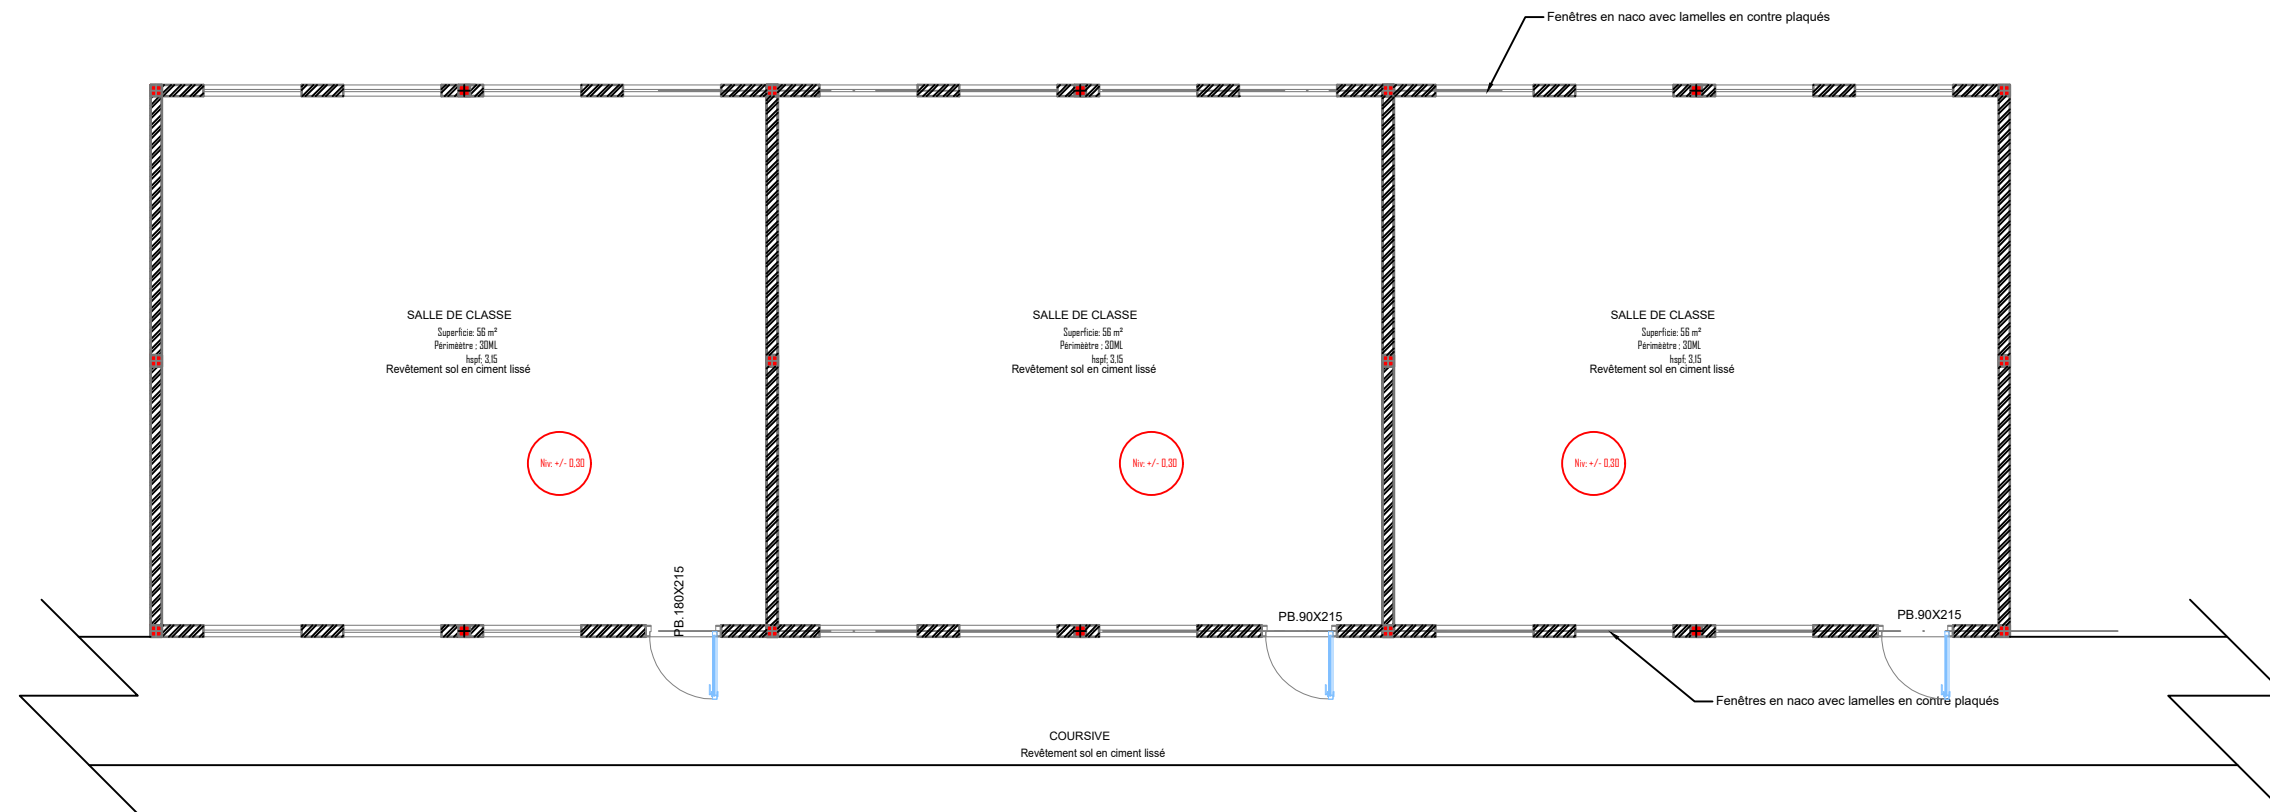 Fenêtres en naco avec lamelles en contre plaqués
SALLE DE CLASSE
Superficie: 56 m²
Périmèètre : 30ML
hspf: 3,15
Revêtement sol en ciment lissé
SALLE DE CLASSE
Superficie: 56 m²
Périmèètre : 30ML
hspf: 3,15
Revêtement sol en ciment lissé
SALLE DE CLASSE
Superficie: 56 m²
Périmèètre : 30ML
hspf: 3,15
Revêtement sol en ciment lissé
Niv: +/- 0,30
Niv: +/- 0,30
Niv: +/- 0,30
PB.180X215
PB.90X215
PB.90X215
Fenêtres en naco avec lamelles en contre plaqués
COURSIVE
Revêtement sol en ciment lissé